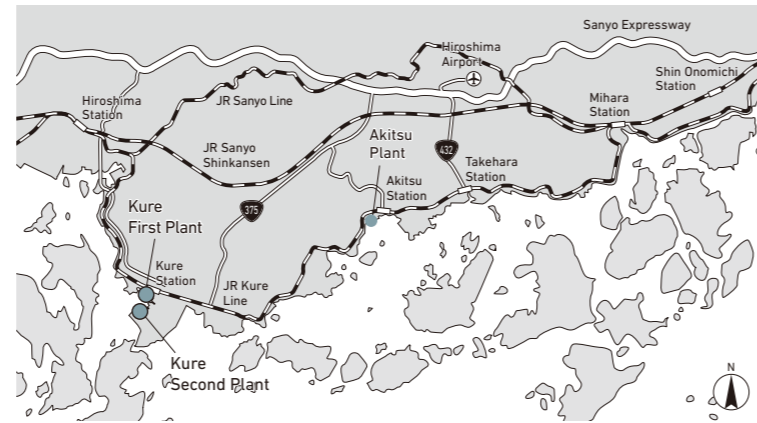 Sanyo Expressway
Hiroshima
Airport
Shin Onomichi
Station
Hiroshima
Station
JR Sanyo Line
Mihara
Station
JR Sanyo
Shinkansen
Akitsu
Plant
432
Takehara
Station
Akitsu
Station
375
Kure
First Plant
Kure
Station
JR Kure
Line
Kure
Second Plant
N